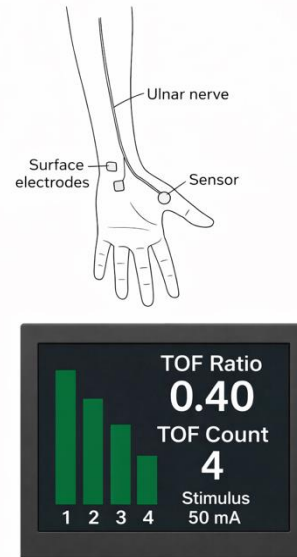 Ulnar nerve
Surface
electrodes
Sensor
TOF Ratio
0.40
TOF Count
4
Stimulus
50 mA
1 2 3 4